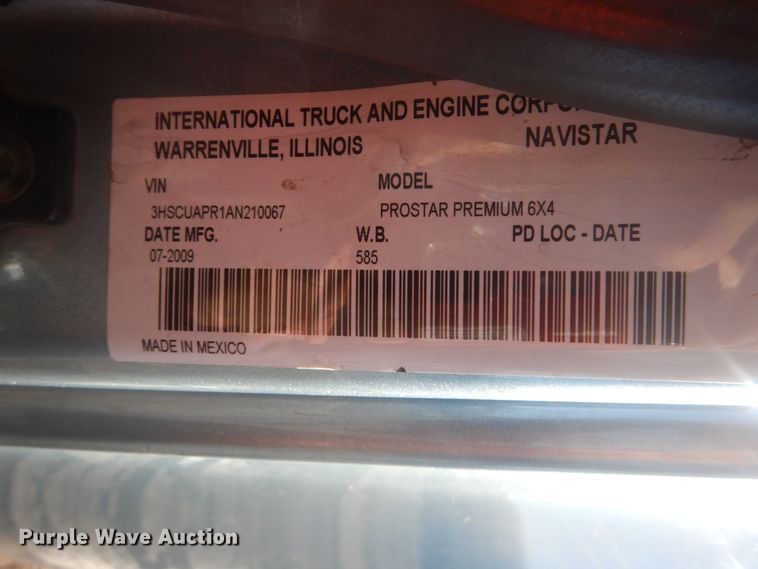 INTERNATIONAL TRUCK AND ENGINE
WARRENVILLE, ILLINOIS NAVISTAR
VIN MODEL
3HSCUAPR1AN210067 PROSTAR PREMIUM 6X4
DATE MFG. W.B. PD LOC - DATE
07-2009 585
MADE IN MEXICO
Purple Wave Auction